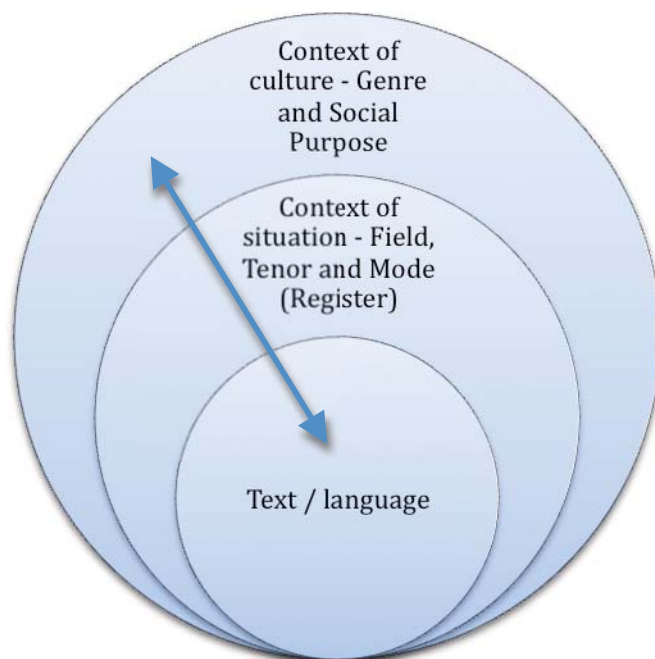 Context of
culture - Genre
and Social
Purpose
Context of
situation - Field,
Tenor and Mode
(Register)
Text / language